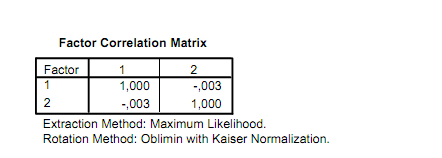 Factor Correlation Matrix
Factor 1 2
1 1,000 -,003
2 -,003 1,000
Extraction Method: Maximum Likelihood.
Rotation Method: Oblimin with Kaiser Normalization.